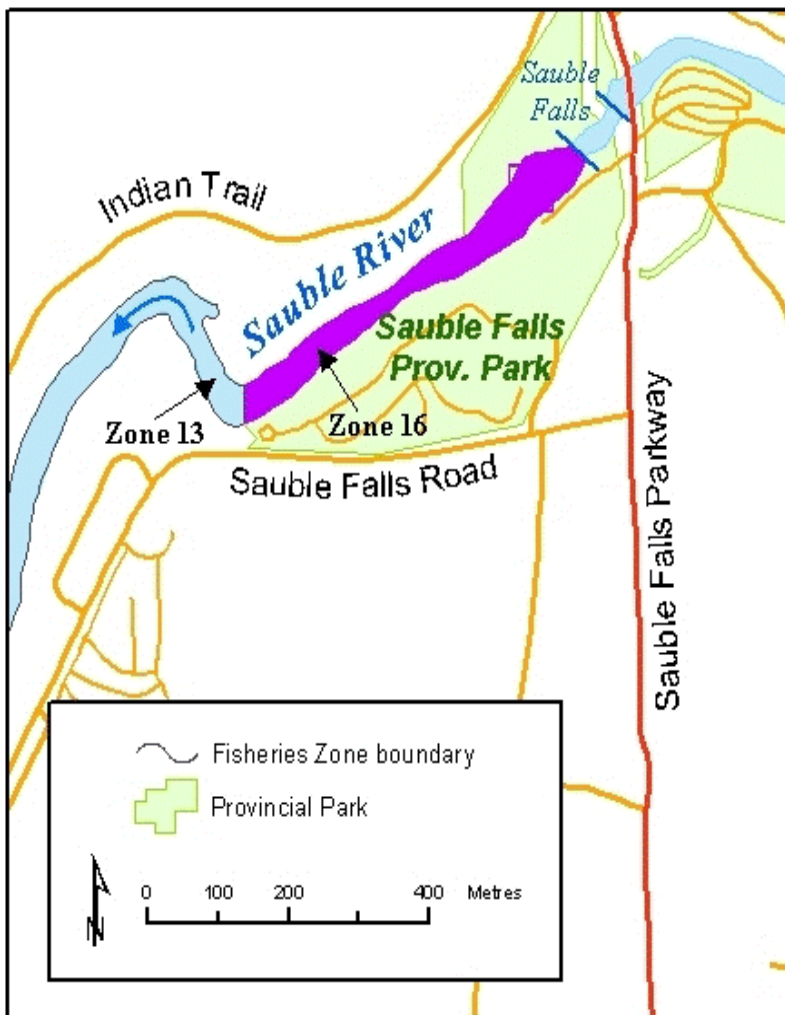 Sauble
Falls
Indian Trail
Sauble River
Sauble Falls
Prov. Park
Zone 13
Zone 16
Sauble Falls Road
Sauble Falls Parkway
Fisheries Zone boundary
Provincial Park
N
0 100 200 400 Metres